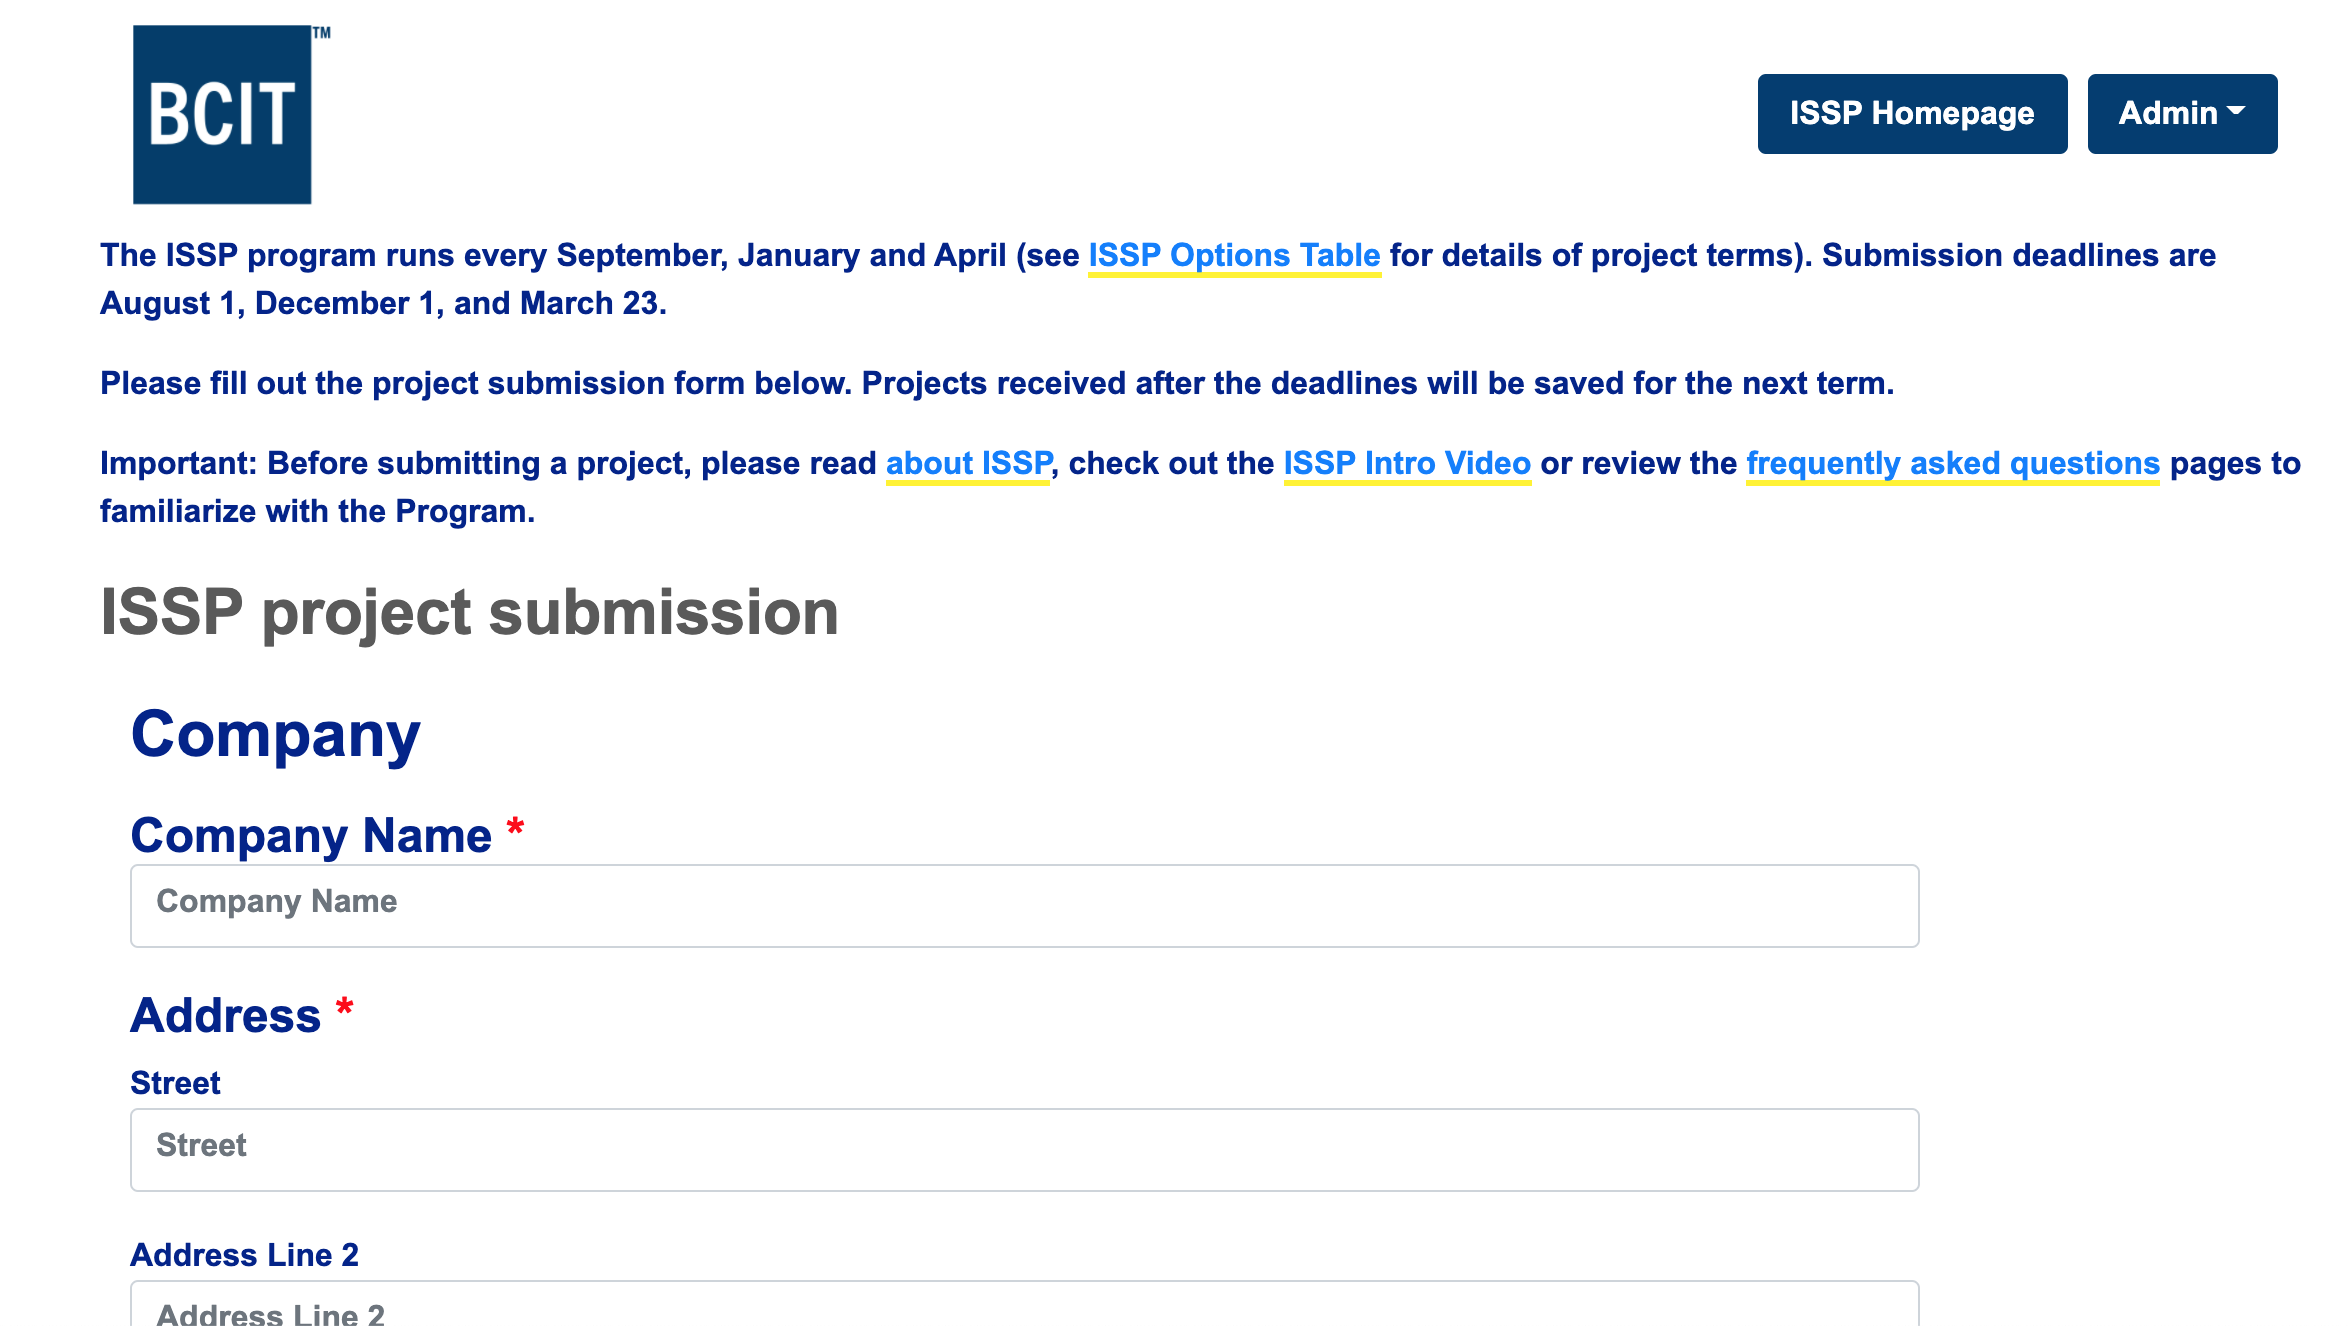 BCIT™
ISSP Homepage
Admin
The ISSP program runs every September, January and April (see ISSP Options Table for details of project terms). Submission deadlines are
August 1, December 1, and March 23.
Please fill out the project submission form below. Projects received after the deadlines will be saved for the next term.
Important: Before submitting a project, please read about ISSP, check out the ISSP Intro Video or review the frequently asked questions pages to
familiarize with the Program.
ISSP project submission
Company
Company Name *
Company Name
Address *
Street
Street
Address Line 2
Address Line 2